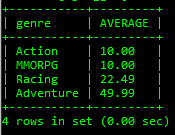 | genre | AVERAGE |
| Action | 10.00 |
| MMORPG | 10.00 |
| Racing | 22.49 |
| Adventure | 49.99 |
4 rows in set (0.00 sec)